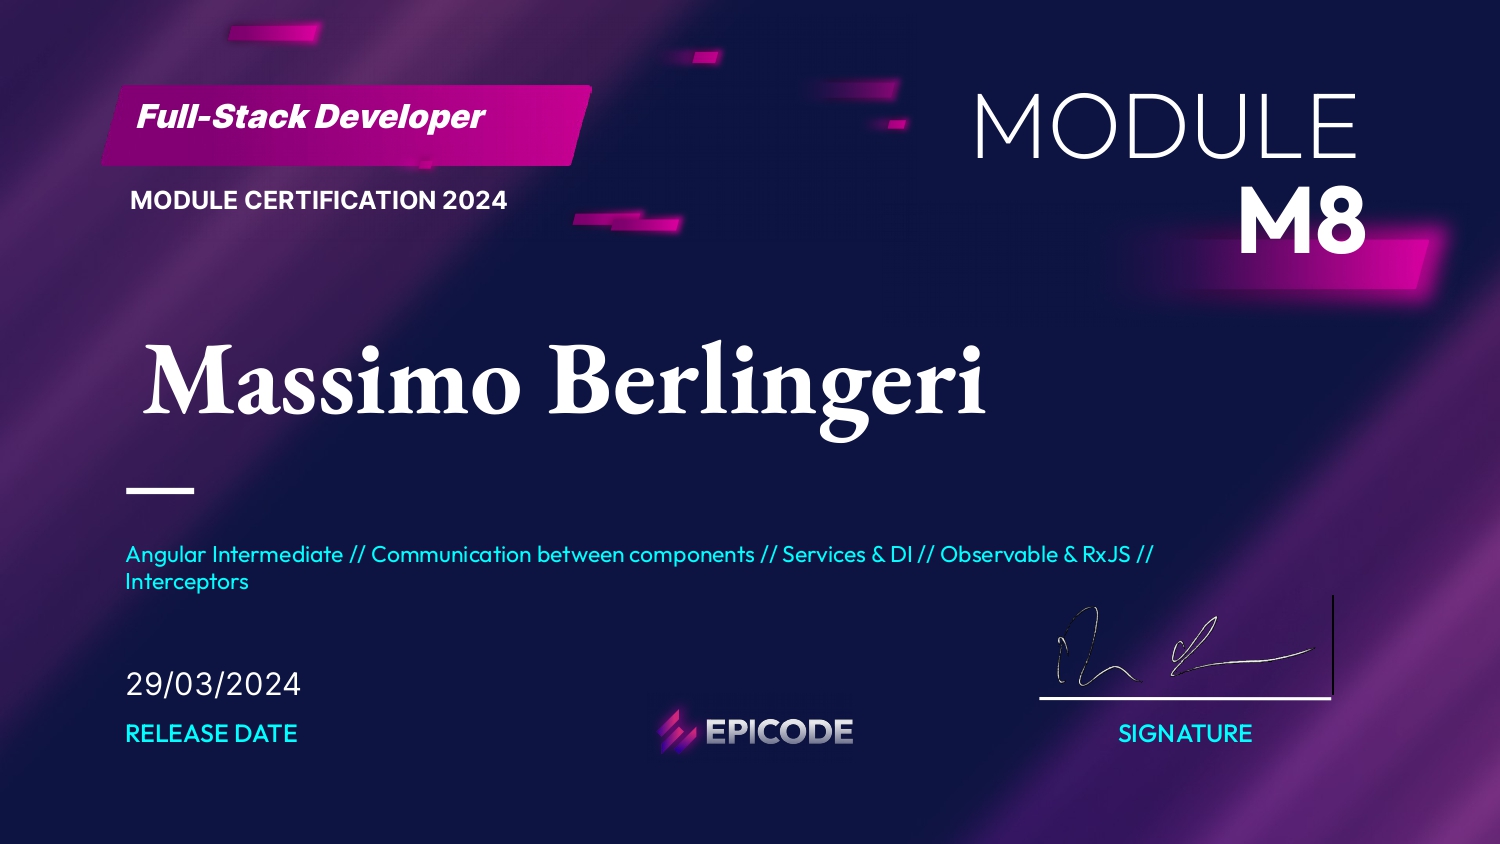 Full-Stack Developer
MODULE CERTIFICATION 2024
MODULE
M8
Massimo Berlingeri
Angular Intermediate // Communication between components // Services & DI // Observable & RxJS //
Interceptors
29/03/2024
RELEASE DATE
EPICODE
SIGNATURE